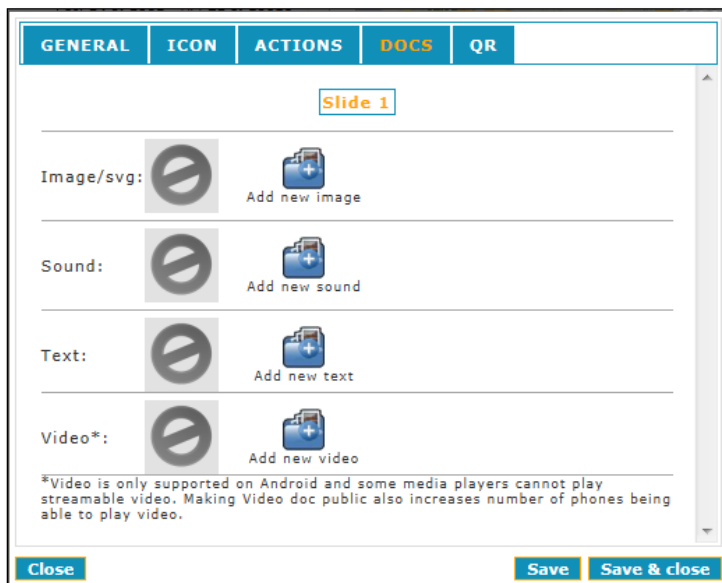 GENERAL ICON ACTIONS DOCS QR
Slide 1
Image/svg:
Add new image
Sound:
Add new sound
Text:
Add new text
Video*:
Add new video
*Video is only supported on Android and some media players cannot play
streamable video. Making Video doc public also increases number of phones being
able to play video.
Close Save Save & close